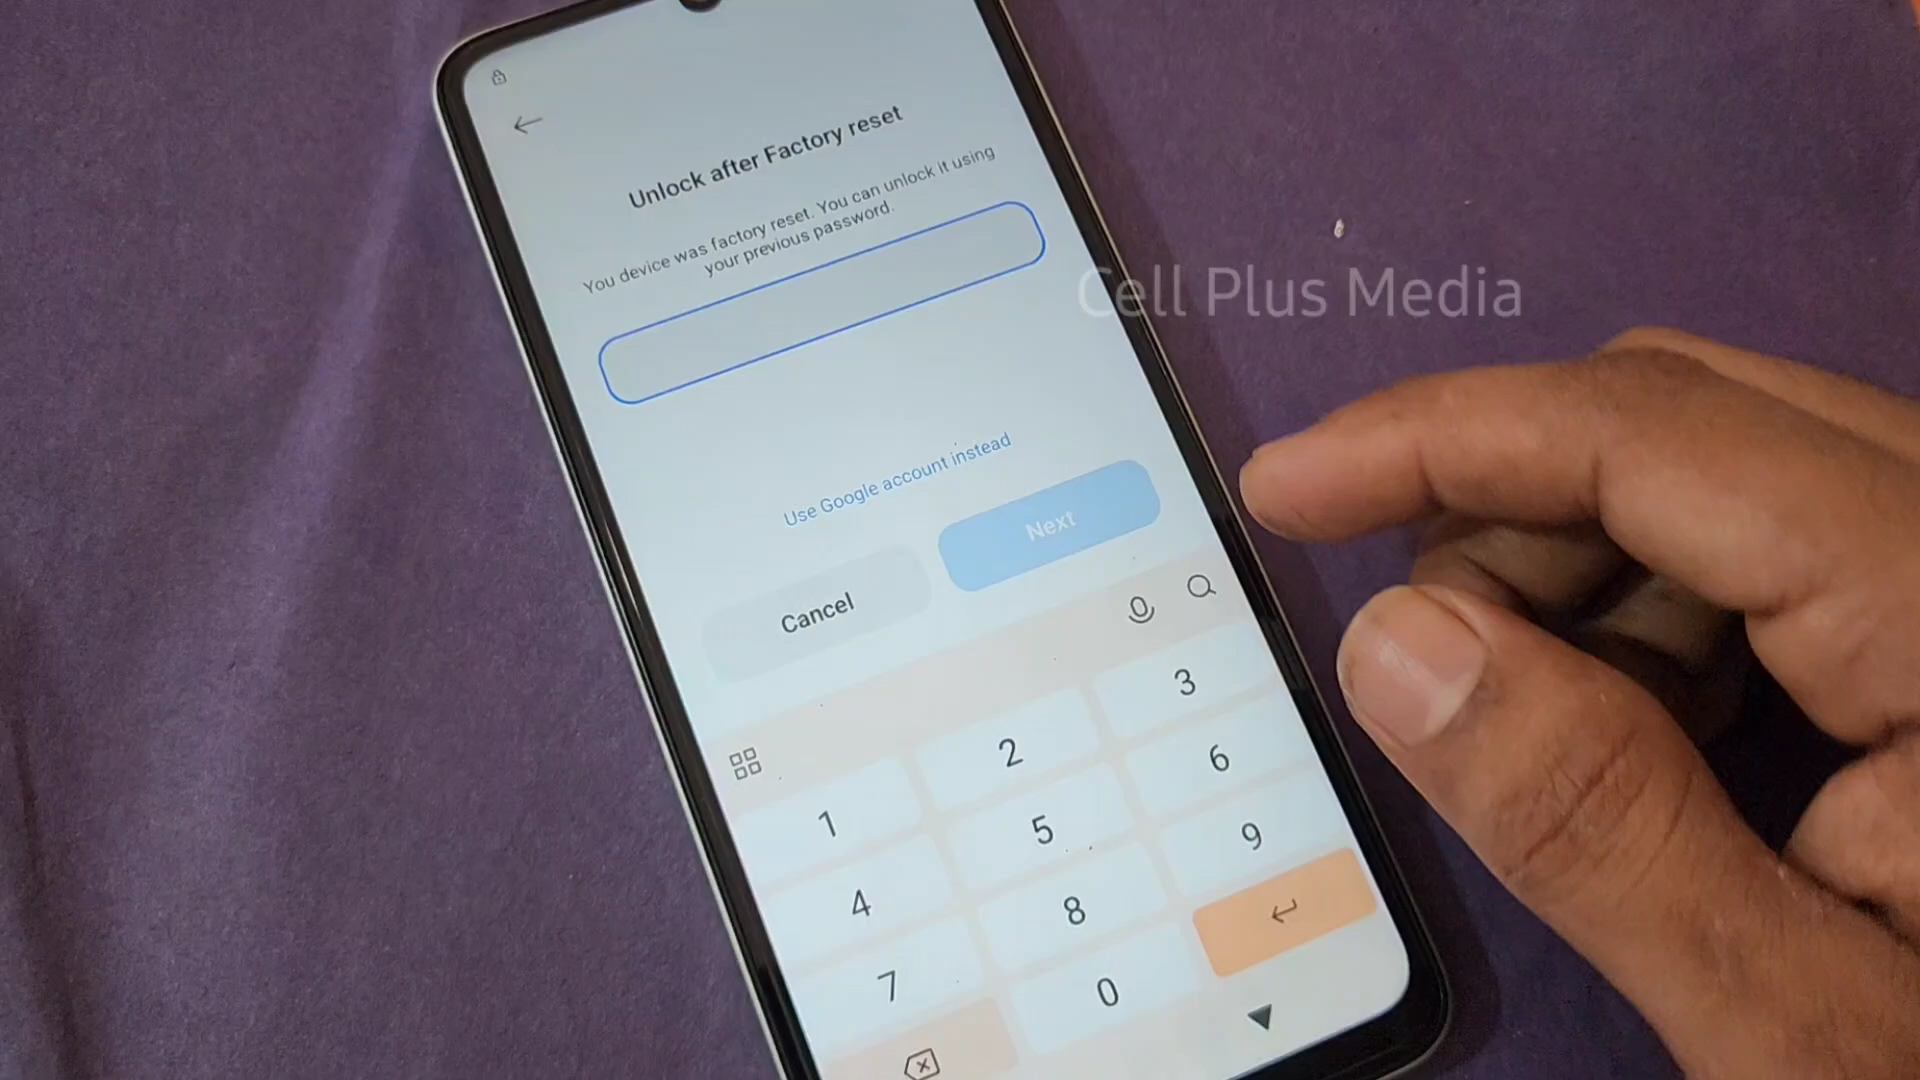 Unlock after Factory reset
You device was factory reset. You can unlock it using
your previous password.
Cell Plus Media
Use Google account instead
Cancel
Next
1
2
3
4
5
6
7
8
9
0